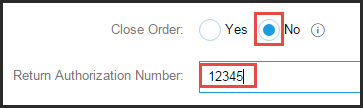 Close Order: Yes No
Return Authorization Number: 12345